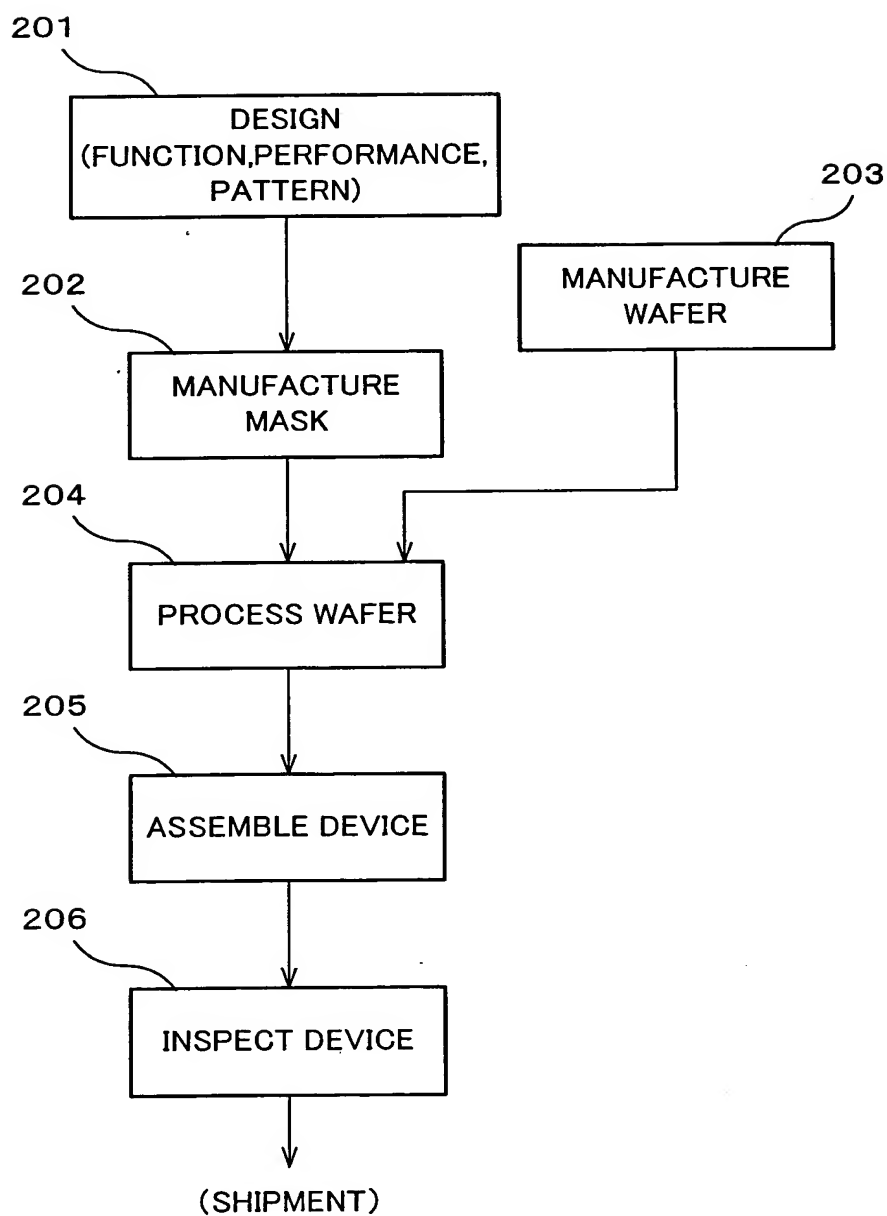 201
DESIGN
(FUNCTION,PERFORMANCE,
PATTERN)
203
MANUFACTURE
WAFER
202
MANUFACTURE
MASK
204
PROCESS WAFER
205
ASSEMBLE DEVICE
206
INSPECT DEVICE
(SHIPMENT)